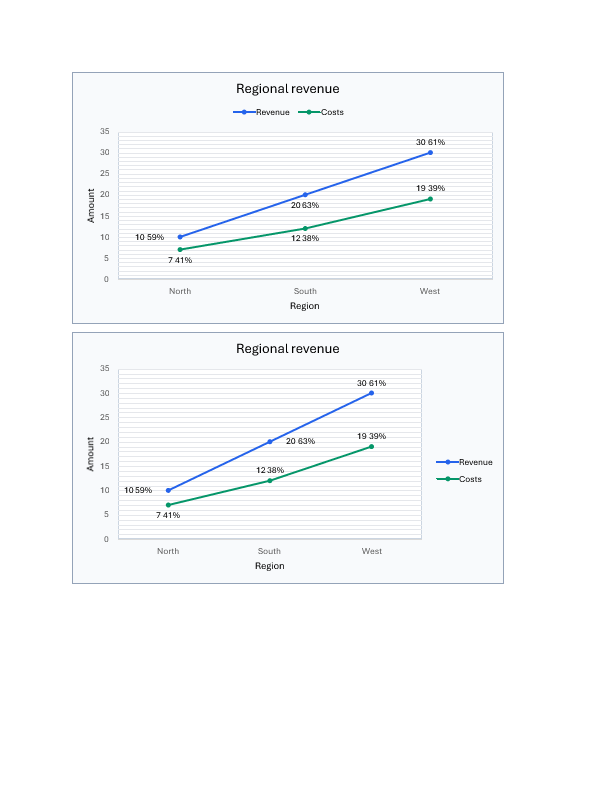 Regional revenue
Revenue Costs
35
30 61%
30
25
19 39%
20
20 63%
Amount
15
12 38%
10 59%
10
7 41%
5
0
North South West
Region
Regional revenue
35
30 61%
30
25
20 63%
19 39%
20
Revenue
Amount
15
12 38%
Costs
10 59%
10
7 41%
5
0
North South West
Region